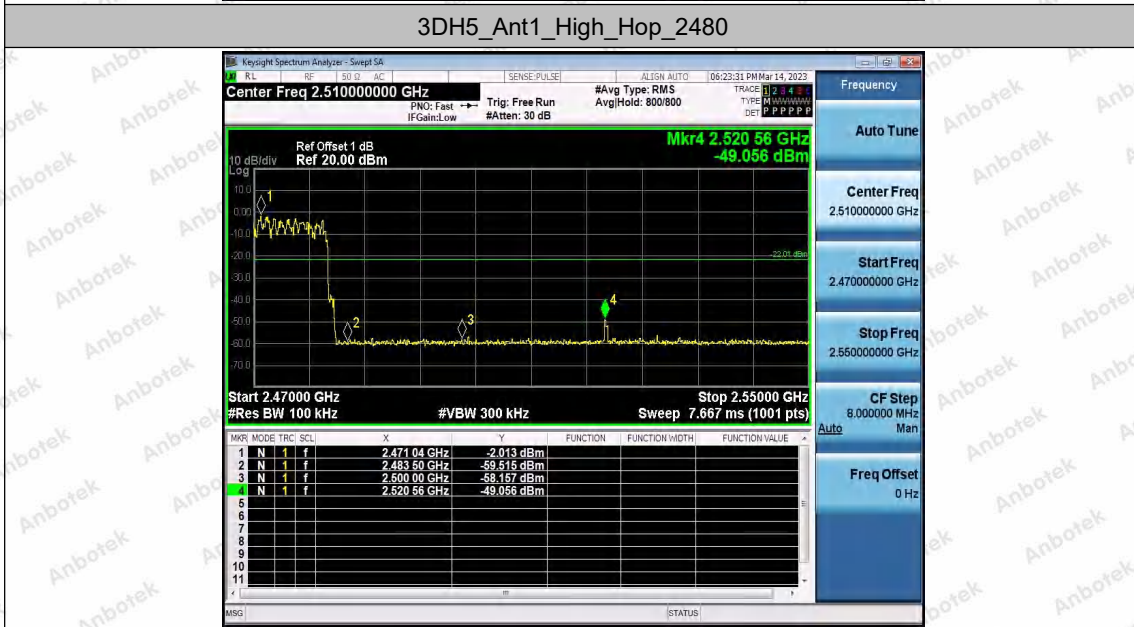 3DH5_Ant1_High_Hop_2480
Keysight Spectrum Analyzer - Swept SA
RL RF 50 Ω AC SENSE:PULSE ALIGN AUTO 06:23:31 PM Mar 14, 2023
Center Freq 2.510000000 GHz
PNO: Fast
IFGain:Low
Trig: Free Run
#Atten: 30 dB
#Avg Type: RMS
Avg|Hold: 800/800
TRACE 1 2 3 4 5 6
TYPE M WWWWW
DET P P P P P P
Mkr4 2.520 56 GHz
-49.056 dBm
Ref Offset 1 dB
10 dB/div Ref 20.00 dBm
Log
10.0
0.00
-10.0
-20.0
-30.0
-40.0
-50.0
-60.0
-70.0
-22.01 dBm
1
2
3
4
Start 2.47000 GHz Stop 2.55000 GHz
#Res BW 100 kHz #VBW 300 kHz Sweep 7.667 ms (1001 pts)
MKR MODE TRC SCL X Y FUNCTION FUNCTION WIDTH FUNCTION VALUE
1 N 1 f 2.471 04 GHz -2.013 dBm
2 N 1 f 2.483 50 GHz -59.515 dBm
3 N 1 f 2.500 00 GHz -58.157 dBm
4 N 1 f 2.520 56 GHz -49.056 dBm
5
6
7
8
9
10
11
MSG STATUS
Frequency
Auto Tune
Center Freq
2.510000000 GHz
Start Freq
2.470000000 GHz
Stop Freq
2.550000000 GHz
CF Step
8.000000 MHz
Auto Man
Freq Offset
0 Hz
Anbotek